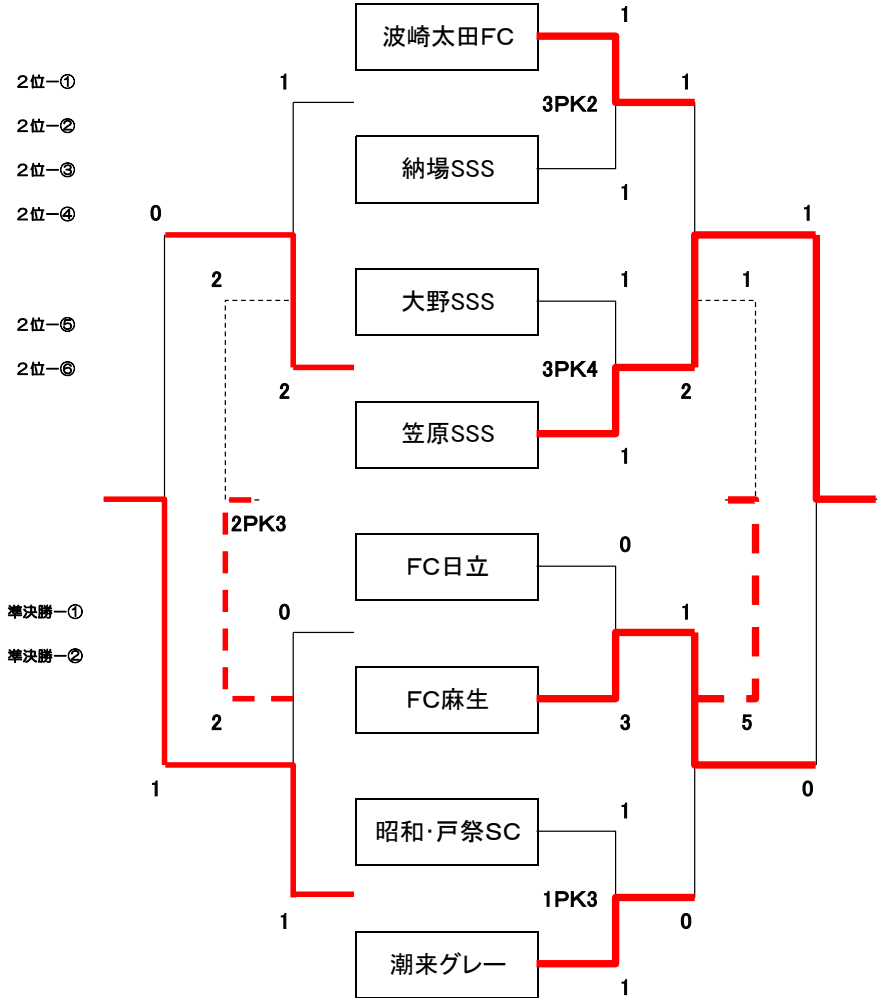 1
波崎太田FC
2位ー①
1
1
3PK2
2位ー②
2位ー③
納場SSS
1
2位ー④
0
1
2
1
1
大野SSS
2位ー⑤
2位ー⑥
3PK4
2
2
笠原SSS
1
2PK3
0
FC日立
準決勝ー①
0
1
準決勝ー②
FC麻生
2
3
5
1
0
1
昭和・戸祭SC
1PK3
1
0
潮来グレー
1